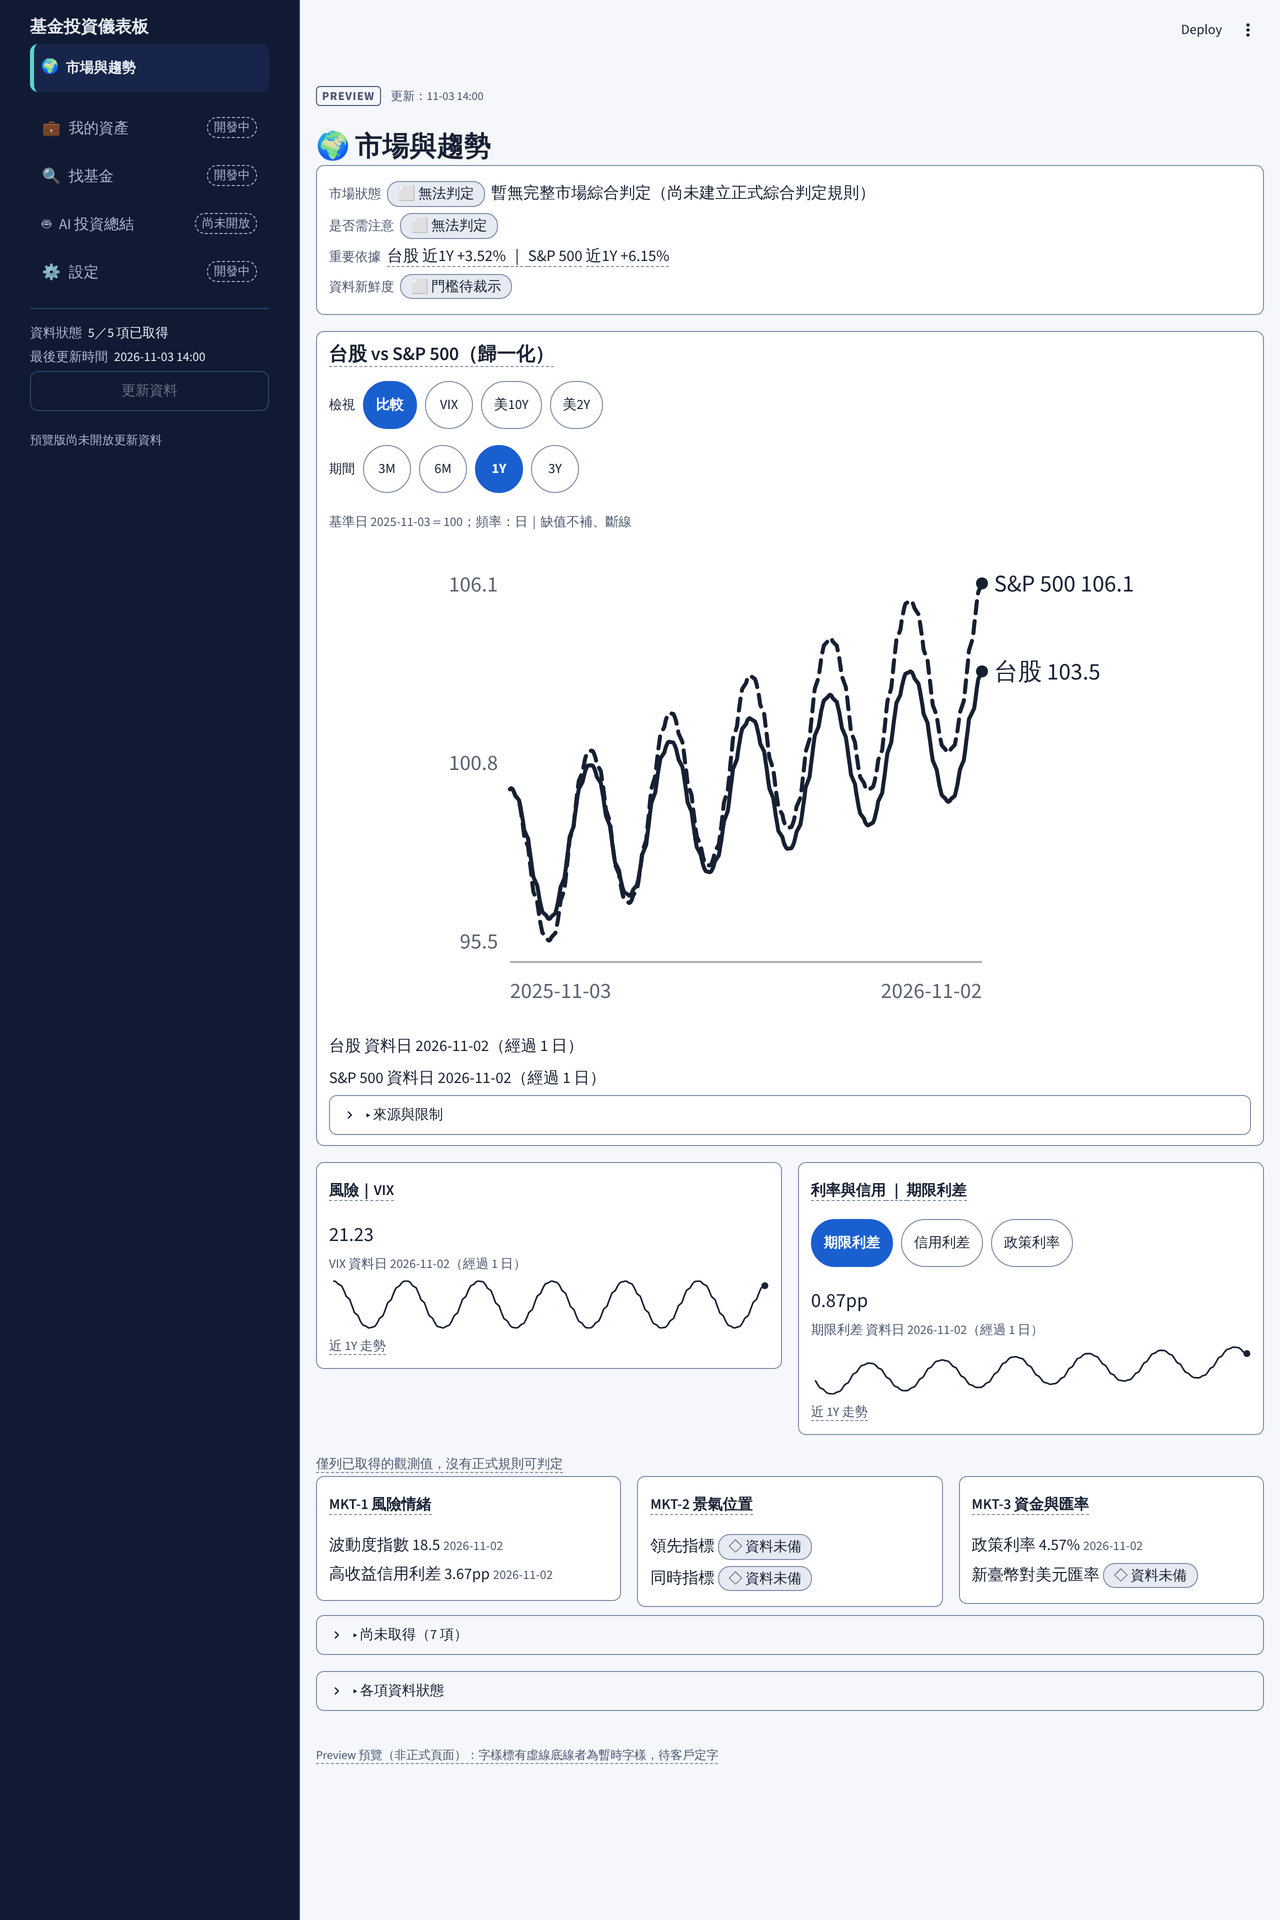 基金投資儀表板
市場與趨勢
我的資產 開發中
找基金 開發中
AI 投資總結 尚未開放
設定 開發中
資料狀態 5／5 項已取得
最後更新時間 2026-11-03 14:00
更新資料
預覽版尚未開放更新資料
Deploy
PREVIEW 更新：11-03 14:00
市場與趨勢
市場狀態 無法判定 暫無完整市場綜合判定（尚未建立正式綜合判定規則）
是否需注意 無法判定
重要依據 台股 近1Y +3.52% ｜ S&P 500 近1Y +6.15%
資料新鮮度 門檻待裁示
台股 vs S&P 500（歸一化）
檢視 比較 VIX 美10Y 美2Y
期間 3M 6M 1Y 3Y
基準日 2025-11-03＝100；頻率：日｜缺值不補、斷線
106.1
S&P 500 106.1
台股 103.5
100.8
95.5
2025-11-03 2026-11-02
台股 資料日 2026-11-02（經過 1 日）
S&P 500 資料日 2026-11-02（經過 1 日）
▸ 來源與限制
風險｜VIX
21.23
VIX 資料日 2026-11-02（經過 1 日）
近 1Y 走勢
利率與信用 ｜ 期限利差
期限利差 信用利差 政策利率
0.87pp
期限利差 資料日 2026-11-02（經過 1 日）
近 1Y 走勢
僅列已取得的觀測值，沒有正式規則可判定
MKT-1 風險情緒
波動度指數 18.5 2026-11-02
高收益信用利差 3.67pp 2026-11-02
MKT-2 景氣位置
領先指標 ◇ 資料未備
同時指標 ◇ 資料未備
MKT-3 資金與匯率
政策利率 4.57% 2026-11-02
新臺幣對美元匯率 ◇ 資料未備
▸ 尚未取得（7 項）
▸ 各項資料狀態
Preview 預覽（非正式頁面）：字樣標有虛線底線者為暫時字樣，待客戶定字